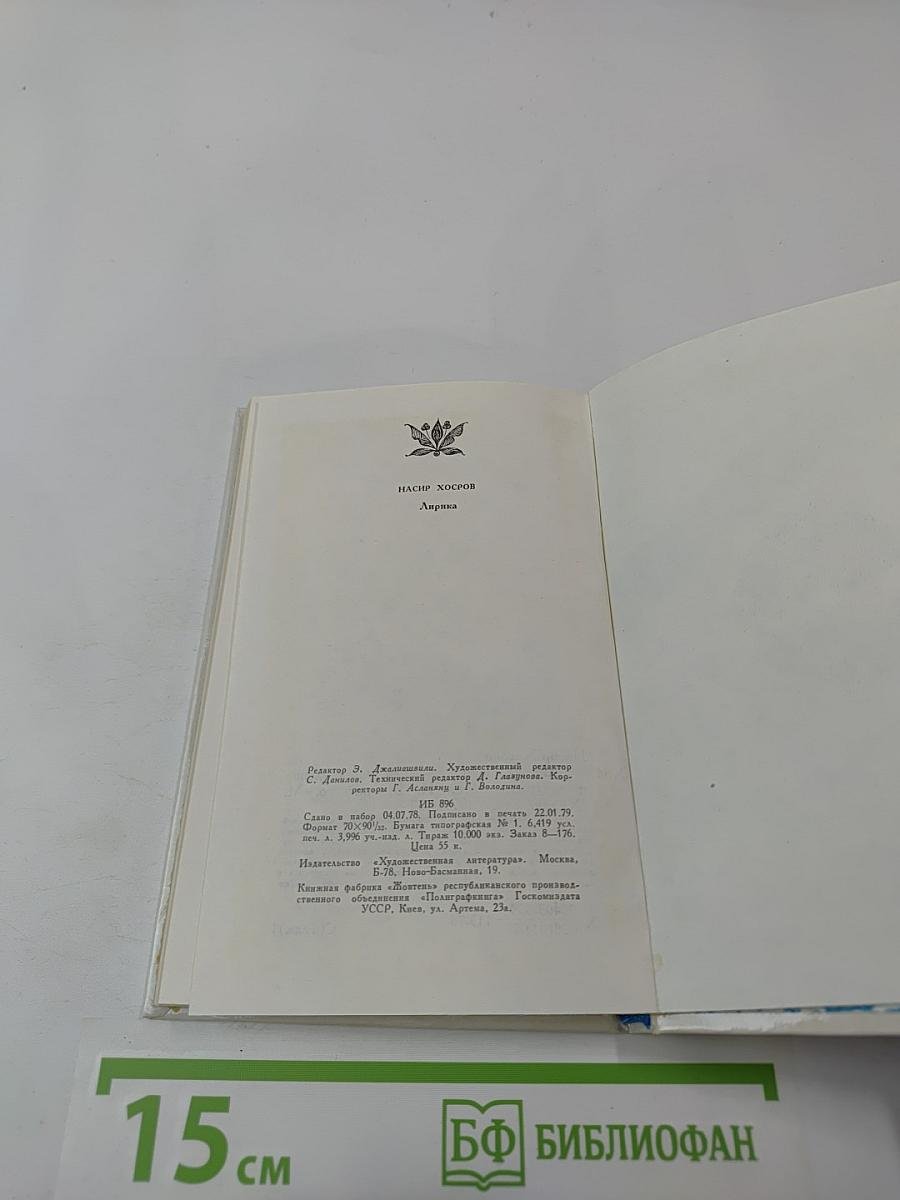 НАСИР ХОСРОВ
Лирика
Редактор Э. Джалиашвили. Художественный редактор
С. Данилов. Технический редактор Д. Глазунова. Кор-
ректоры Г. Асланянц и Г. Володина.
ИБ 896
Сдано в набор 04.07.78. Подписано в печать 22.01.79.
Формат 70×90¹/₃₂. Бумага типографская № 1. 6,419 усл.
печ. л. 3,996 уч.-изд. л. Тираж 10.000 экз. Заказ 8—176.
Цена 55 к.
Издательство «Художественная литература». Москва,
Б-78, Ново-Басманная, 19.
Книжная фабрика «Жовтень» республиканского производ-
ственного объединения «Полиграфкнига» Госкомиздата
УССР, Киев, ул. Артема, 23а.
15 см
БФ БИБЛИОФАН